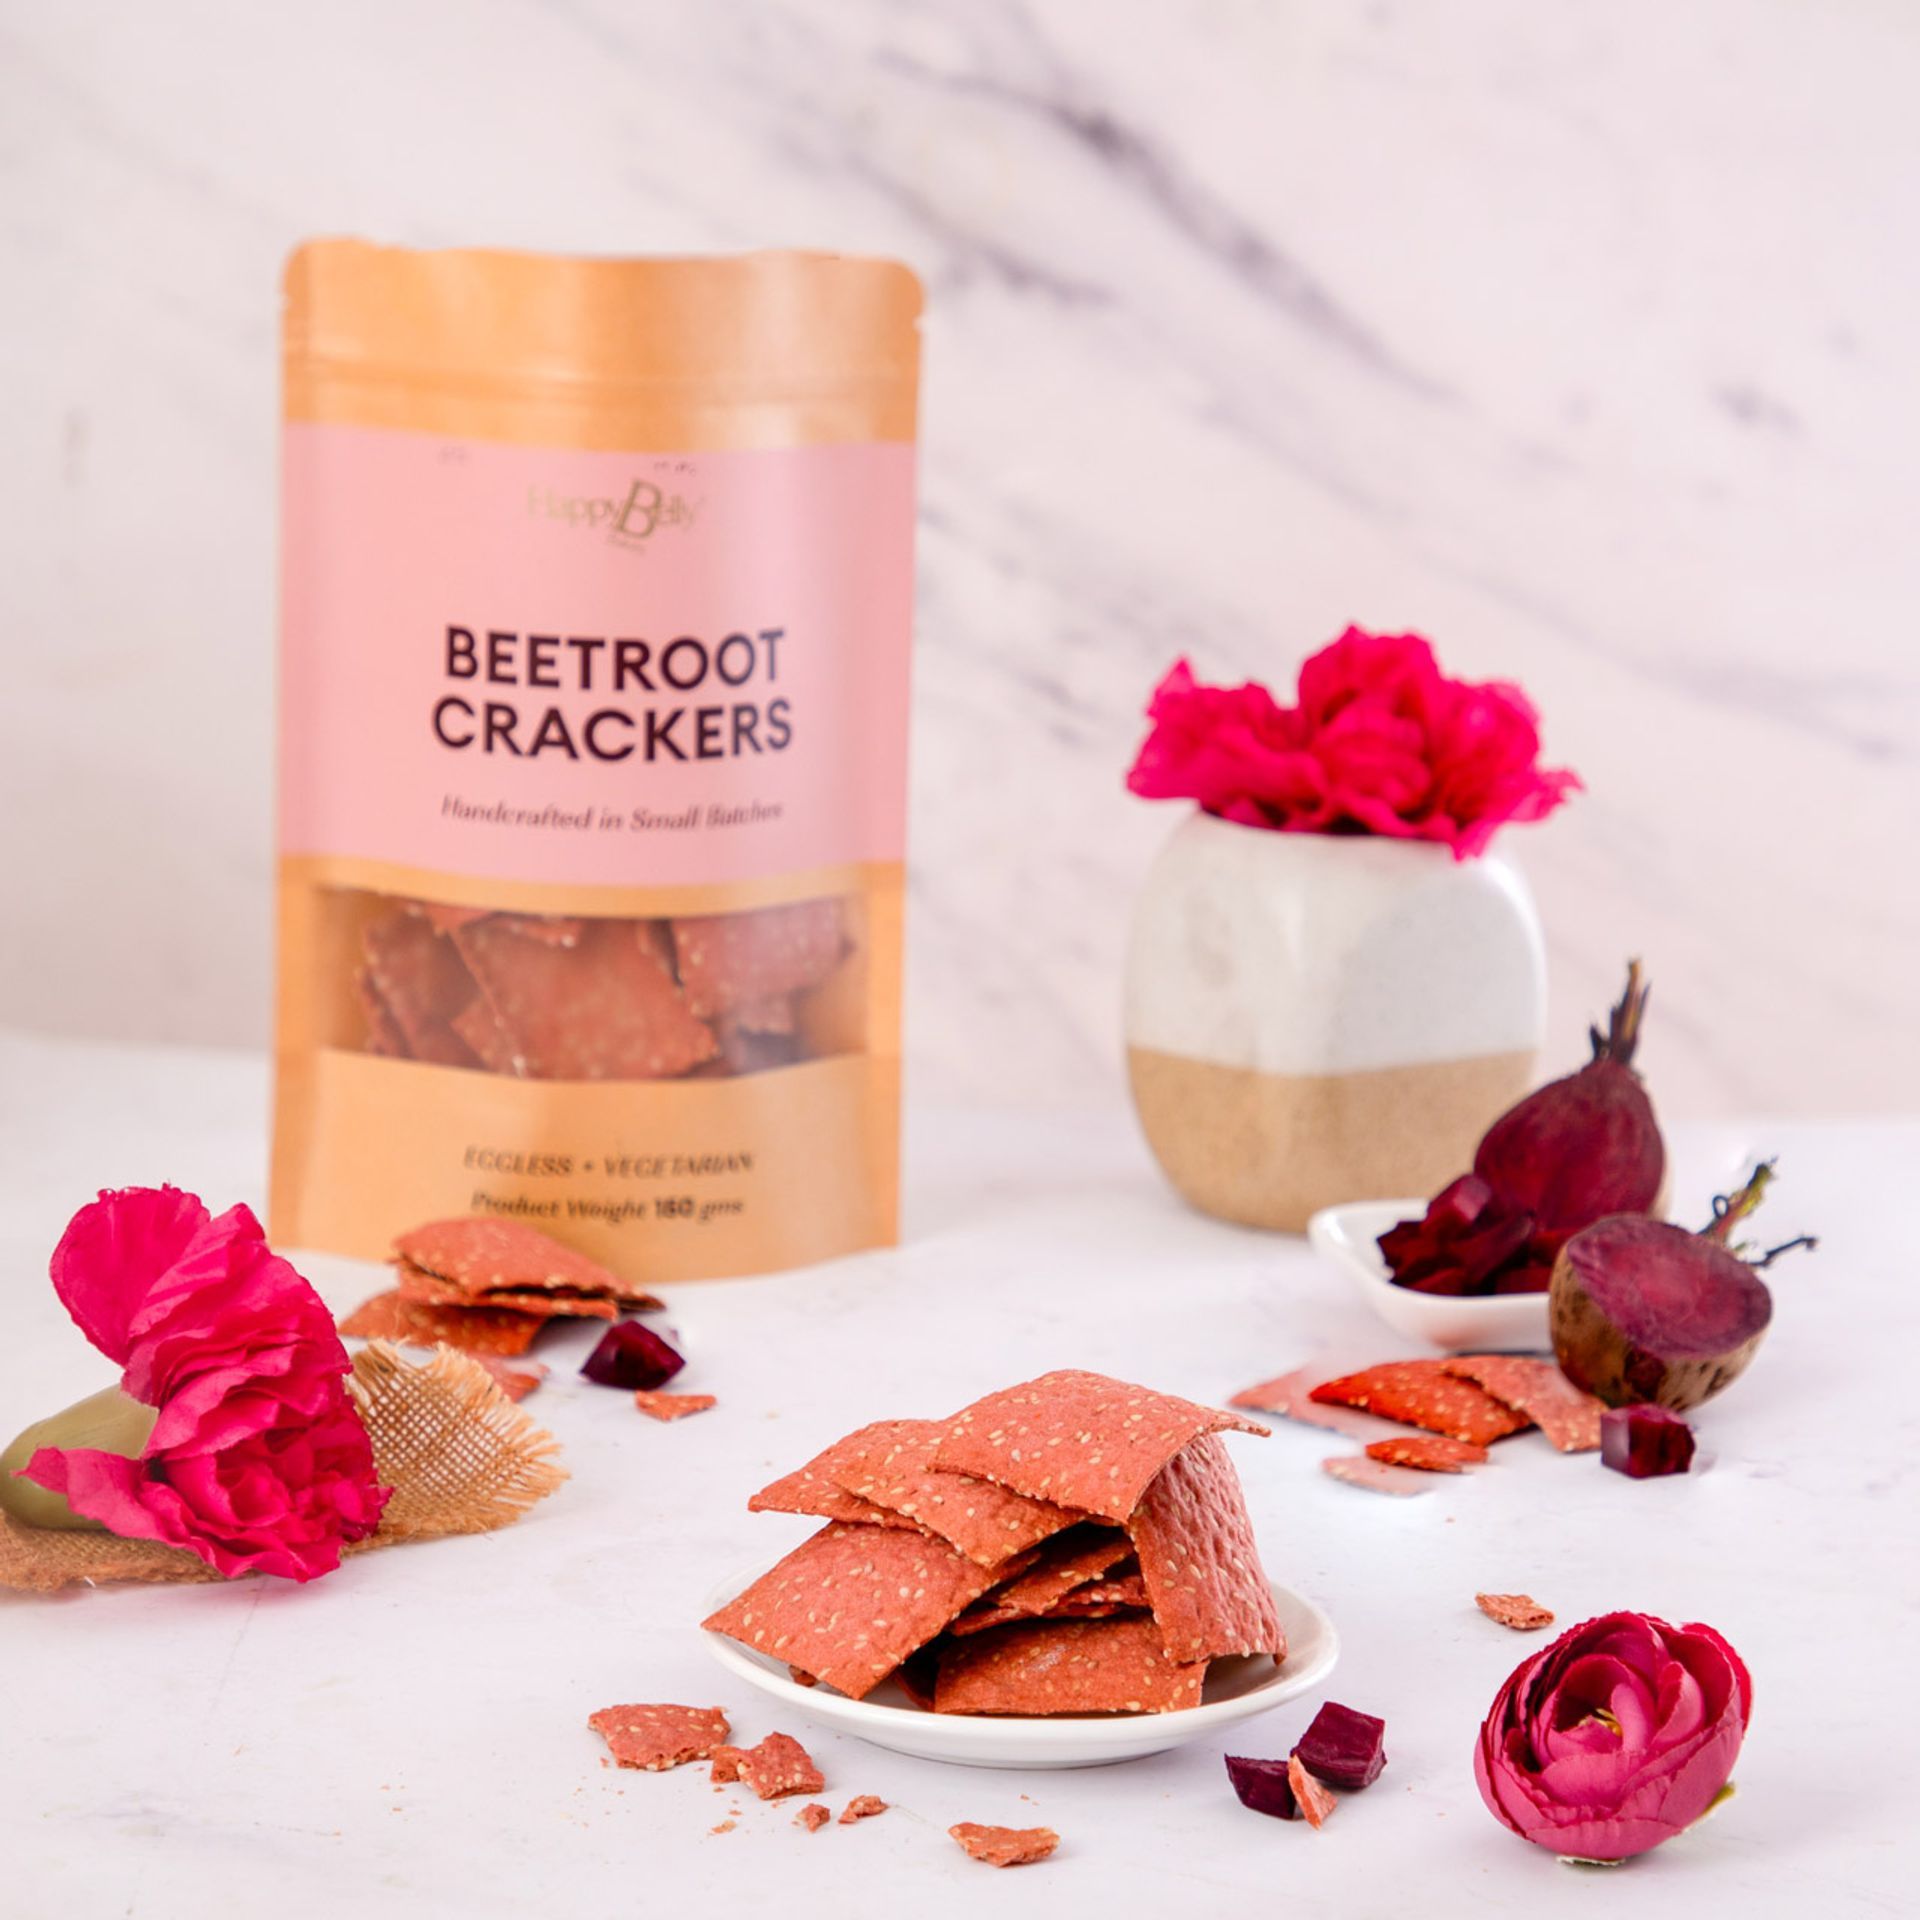 HappyBelly
BEETROOT
CRACKERS
Handcrafted in Small Batches
EGGLESS • VEGETARIAN
Product Weight 150 gms